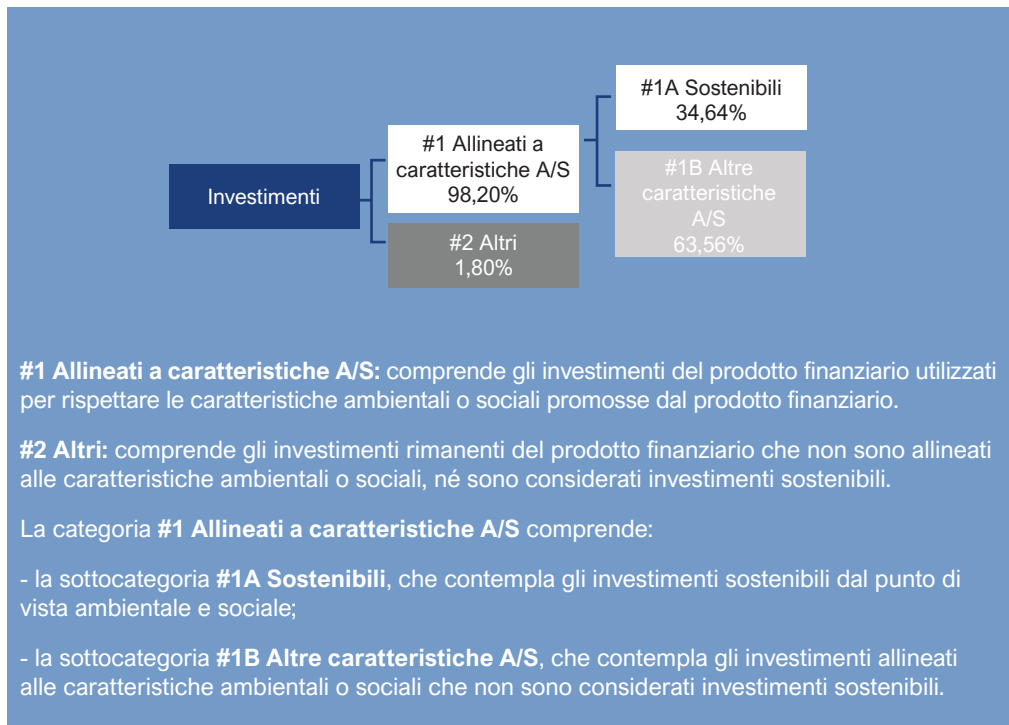 #1A Sostenibili
34,64%
#1 Allineati a
caratteristiche A/S
98,20%
#1B Altre
caratteristiche
A/S
63,56%
Investimenti
#2 Altri
1,80%
#1 Allineati a caratteristiche A/S: comprende gli investimenti del prodotto finanziario utilizzati
per rispettare le caratteristiche ambientali o sociali promosse dal prodotto finanziario.
#2 Altri: comprende gli investimenti rimanenti del prodotto finanziario che non sono allineati
alle caratteristiche ambientali o sociali, né sono considerati investimenti sostenibili.
La categoria #1 Allineati a caratteristiche A/S comprende:
- la sottocategoria #1A Sostenibili, che contempla gli investimenti sostenibili dal punto di
vista ambientale e sociale;
- la sottocategoria #1B Altre caratteristiche A/S, che contempla gli investimenti allineati
alle caratteristiche ambientali o sociali che non sono considerati investimenti sostenibili.